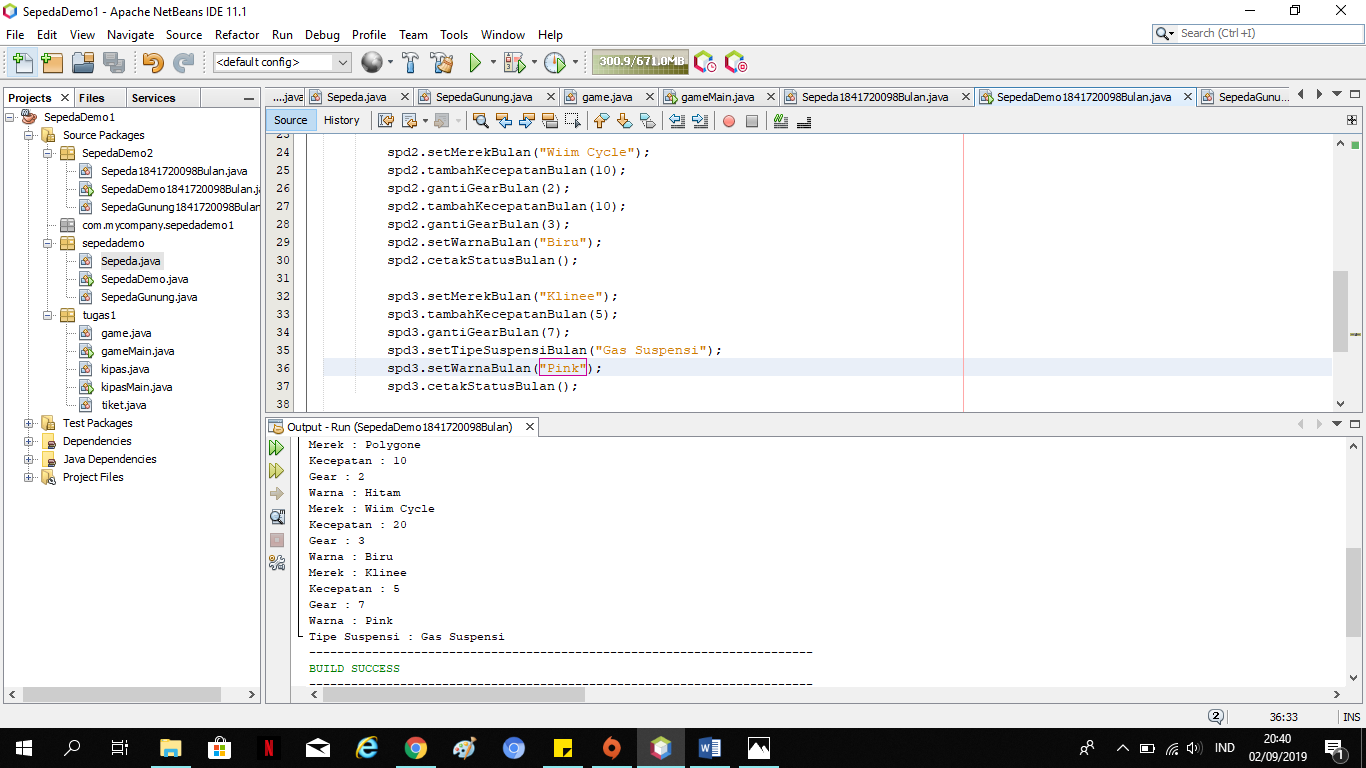 SepedaDemo1 - Apache NetBeans IDE 11.1
File Edit View Navigate Source Refactor Run Debug Profile Team Tools Window Help
Search (Ctrl+I)
<default config>
300.9/671.0MB
Projects Files Services
SepedaDemo1
Source Packages
SepedaDemo2
Sepeda1841720098Bulan.java
SepedaDemo1841720098Bulan.ja
SepedaGunung1841720098Bulan
com.mycompany.sepedademo1
sepedademo
Sepeda.java
SepedaDemo.java
SepedaGunung.java
tugas1
game.java
gameMain.java
kipas.java
kipasMain.java
tiket.java
Test Packages
Dependencies
Java Dependencies
Project Files
....java Sepeda.java SepedaGunung.java game.java gameMain.java Sepeda1841720098Bulan.java SepedaDemo1841720098Bulan.java SepedaGunu...
Source History
23
24 spd2.setMerekBulan("Wiim Cycle");
25 spd2.tambahKecepatanBulan(10);
26 spd2.gantiGearBulan(2);
27 spd2.tambahKecepatanBulan(10);
28 spd2.gantiGearBulan(3);
29 spd2.setWarnaBulan("Biru");
30 spd2.cetakStatusBulan();
31
32 spd3.setMerekBulan("Klinee");
33 spd3.tambahKecepatanBulan(5);
34 spd3.gantiGearBulan(7);
35 spd3.setTipeSuspensiBulan("Gas Suspensi");
36 spd3.setWarnaBulan("Pink");
37 spd3.cetakStatusBulan();
38
Output - Run (SepedaDemo1841720098Bulan)
Merek : Polygone
Kecepatan : 10
Gear : 2
Warna : Hitam
Merek : Wiim Cycle
Kecepatan : 20
Gear : 3
Warna : Biru
Merek : Klinee
Kecepatan : 5
Gear : 7
Warna : Pink
Tipe Suspensi : Gas Suspensi
------------------------------------------------------------------------
BUILD SUCCESS
------------------------------------------------------------------------
2 36:33 INS
IND
20:40
02/09/2019
1